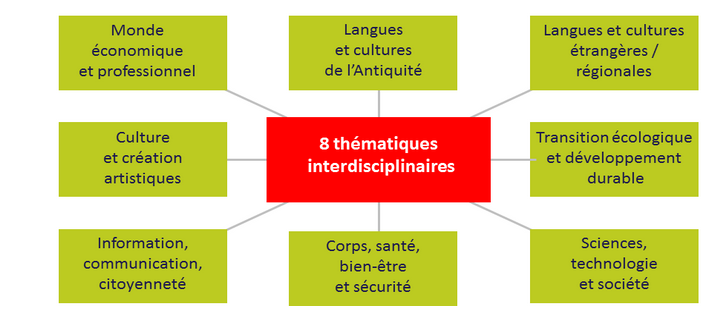 Monde
économique
et professionnel
Langues
et cultures
de l'Antiquité
Langues et cultures
étrangères /
régionales
Culture
et création
artistiques
8 thématiques
interdisciplinaires
Transition écologique
et développement
durable
Information,
communication,
citoyenneté
Corps, santé,
bien-être
et sécurité
Sciences,
technologie
et société